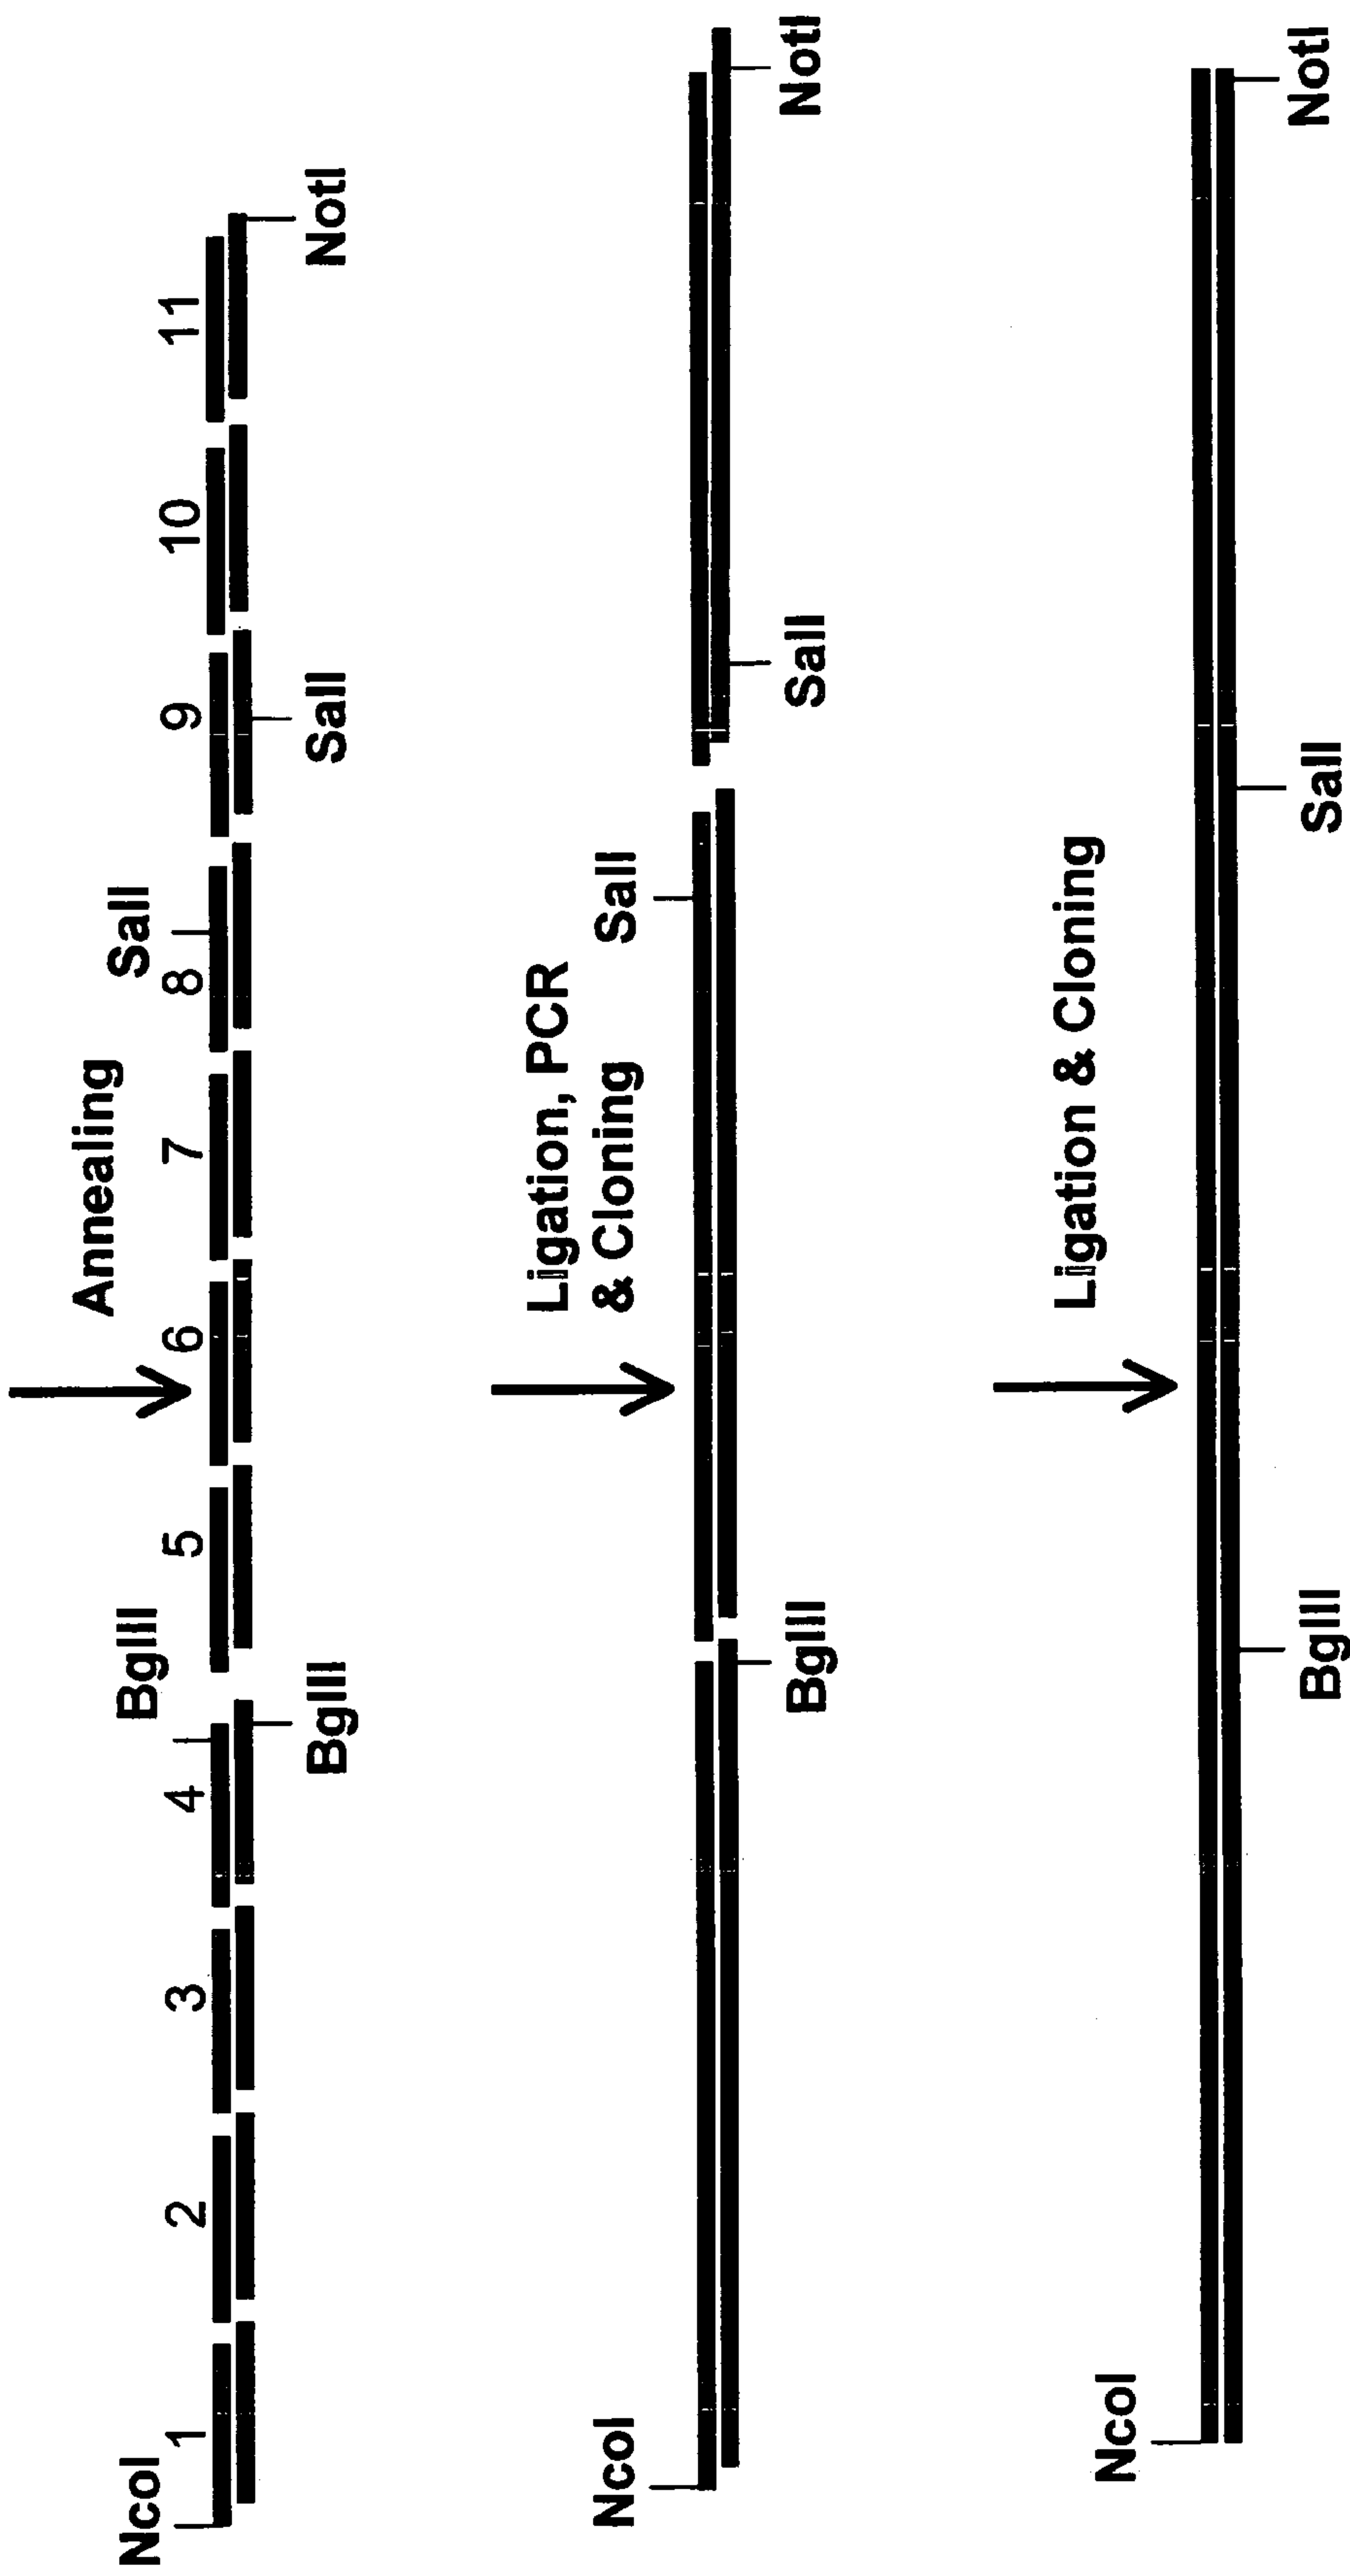 Annealing
NcoI
BglII
SalI
1 2 3 4 5 6 7 8 9 10 11
BglII
SalI
NotI
Ligation, PCR
& Cloning
NcoI
SalI
BglII
SalI
NotI
Ligation & Cloning
NcoI
BglII
SalI
NotI